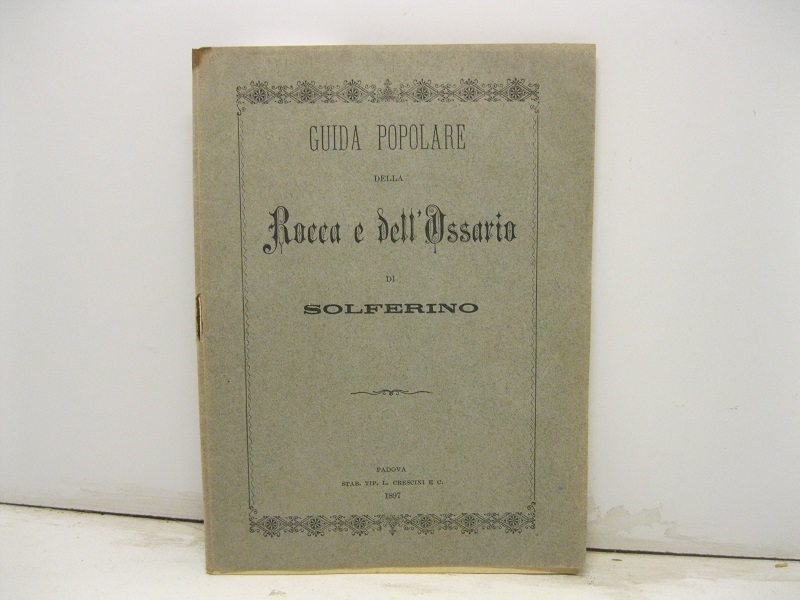 GUIDA POPOLARE
DELLA
Rocca e dell'Ossario
DI
SOLFERINO
PADOVA
STAB. TIP. L. CRESCINI E C.
1897